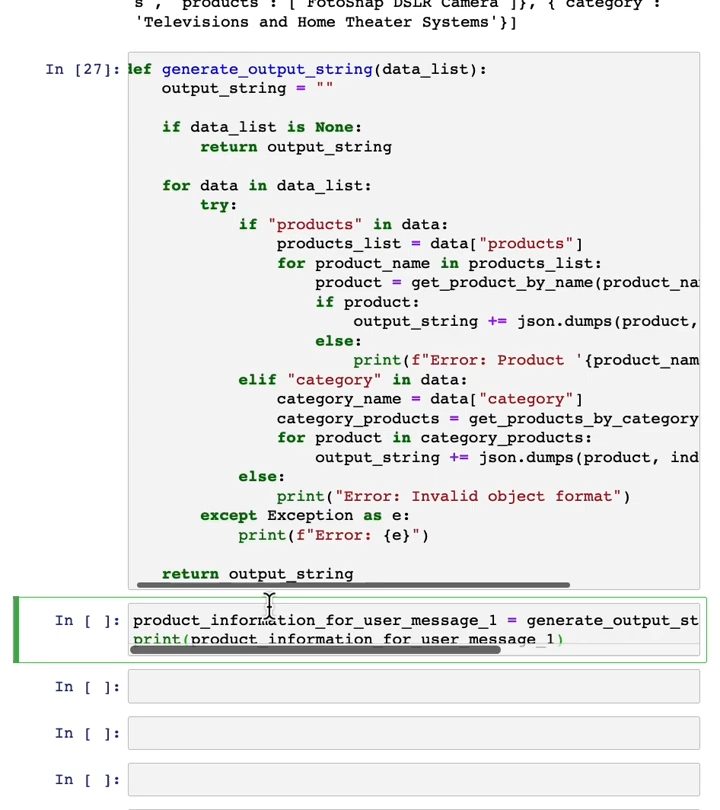 s', 'products': ['FotoSnap DSLR Camera']}, {'category':
'Televisions and Home Theater Systems'}]
In [27]: def generate_output_string(data_list):
output_string = ""
if data_list is None:
return output_string
for data in data_list:
try:
if "products" in data:
products_list = data["products"]
for product_name in products_list:
product = get_product_by_name(product_na
if product:
output_string += json.dumps(product,
else:
print(f"Error: Product '{product_nam
elif "category" in data:
category_name = data["category"]
category_products = get_products_by_category
for product in category_products:
output_string += json.dumps(product, ind
else:
print("Error: Invalid object format")
except Exception as e:
print(f"Error: {e}")
return output_string
In [ ]: product_information_for_user_message_1 = generate_output_st
print(product_information_for_user_message_1)
In [ ]:
In [ ]:
In [ ]: